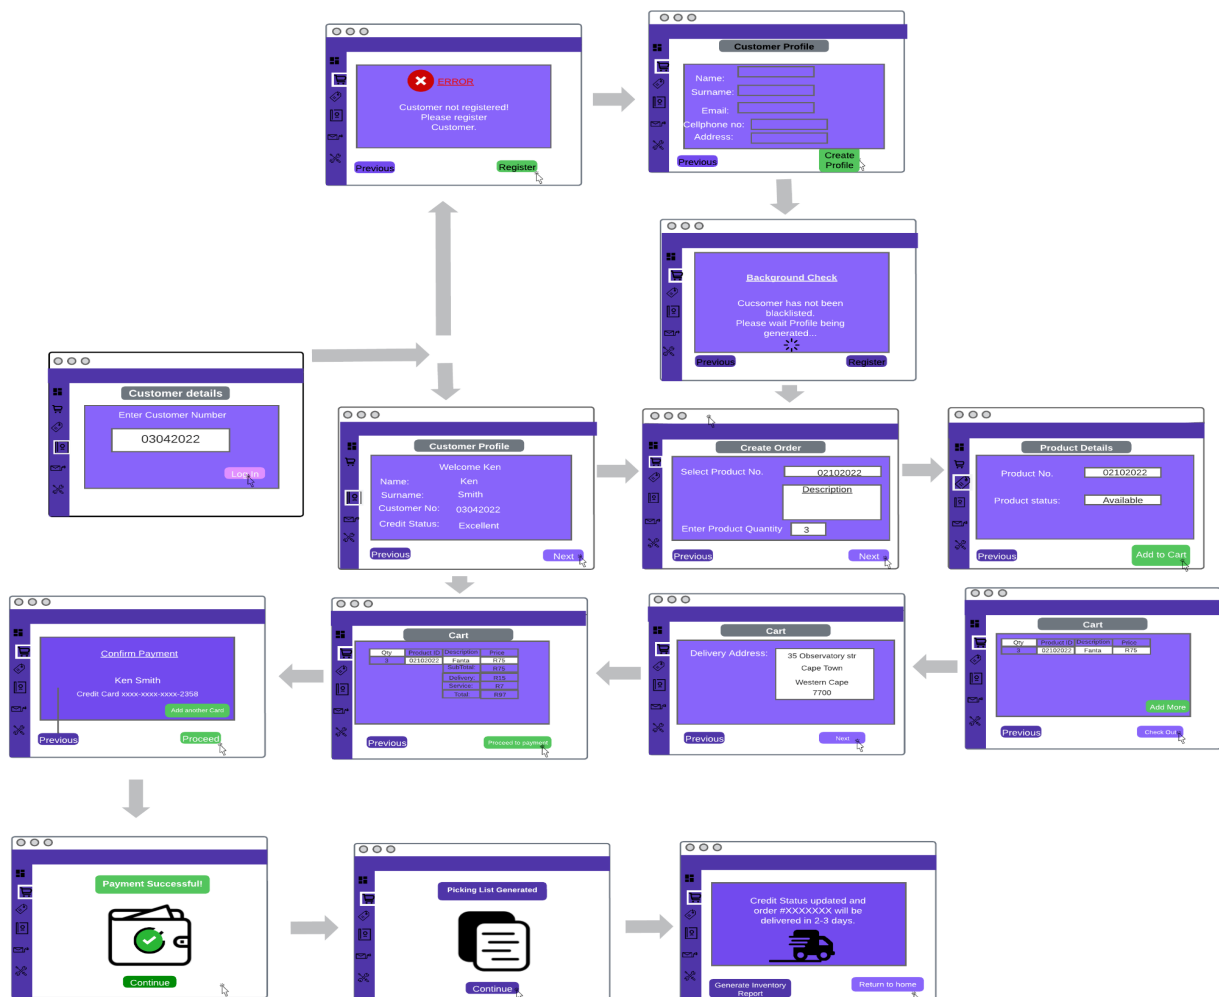 ERROR
Customer not registered!
Please register
Customer.
Previous
Register
Customer Profile
Name:
Surname:
Email:
Cellphone no:
Address:
Previous
Create
Profile
Background Check
Cucsomer has not been
blacklisted.
Please wait Profile being
generated...
Previous
Register
Customer details
Enter Customer Number
03042022
Log In
Customer Profile
Welcome Ken
Name: Ken
Surname: Smith
Customer No: 03042022
Credit Status: Excellent
Previous
Next
Create Order
Select Product No. 02102022
Description
Enter Product Quantity 3
Previous
Next
Product Details
Product No. 02102022
Product status: Available
Previous
Add to Cart
Confirm Payment
Ken Smith
Credit Card xxxx-xxxx-xxxx-2358
Add another Card
Previous
Proceed
Cart
Qty Product ID Description Price
3 02102022 Fanta R75
SubTotal: R75
Delivery: R15
Service: R7
Total R97
Previous
Proceed to payment
Cart
Delivery Address: 35 Observatory str
Cape Town
Western Cape
7700
Previous
Next
Cart
Qty Product ID Description Price
3 02102022 Fanta R75
Add More
Previous
Check Out
Payment Successful!
Continue
Picking List Generated
Continue
Credit Status updated and
order #XXXXXXX will be
delivered in 2-3 days.
Generate Inventory
Report
Return to home